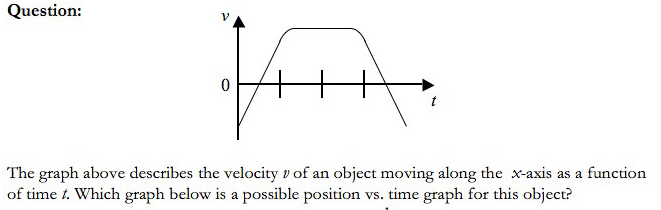 Question:
v
0
t
The graph above describes the velocity v of an object moving along the x-axis as a function
of time t. Which graph below is a possible position vs. time graph for this object?